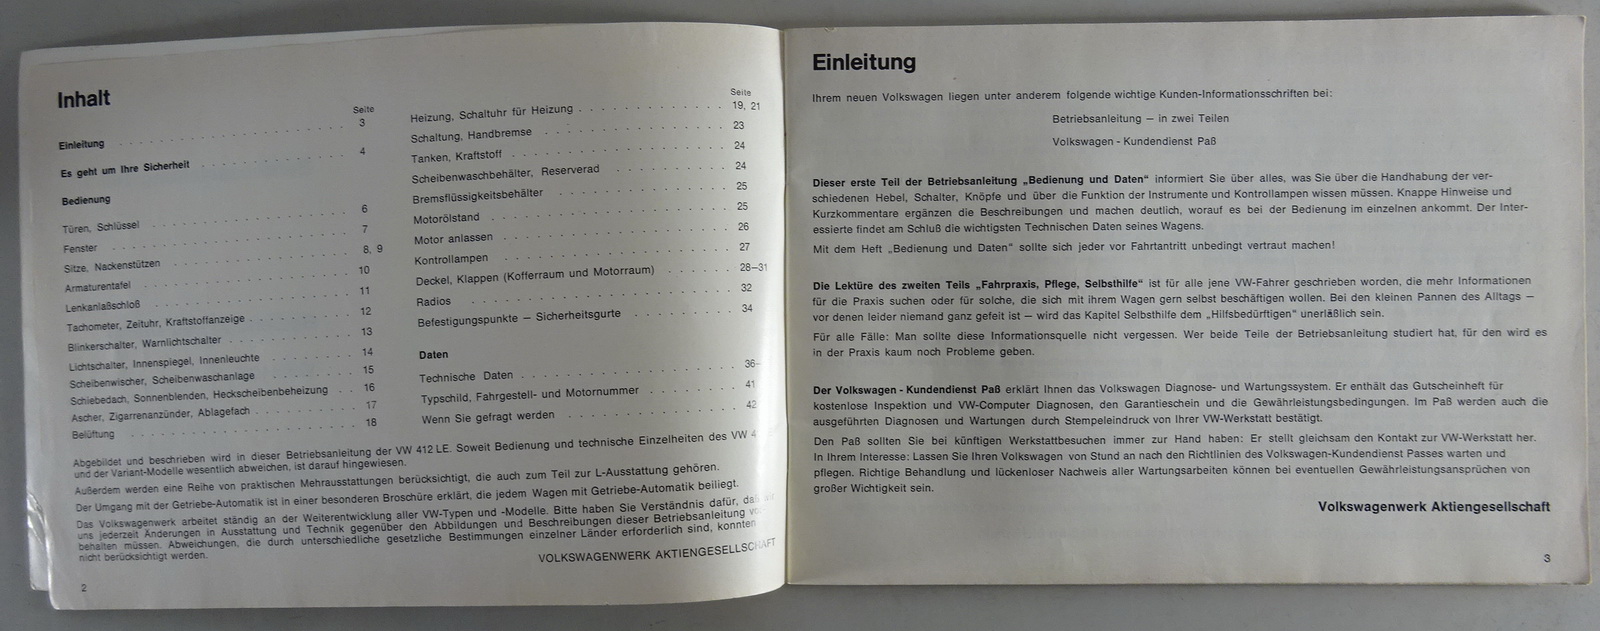 Inhalt
Seite
Einleitung . . . . . . . . . . . . . . . . . . . . 3
Es geht um Ihre Sicherheit . . . . . . . . . . . . . 4
Bedienung
Türen, Schlüssel . . . . . . . . . . . . . . . . . 6
Fenster . . . . . . . . . . . . . . . . . . . . . 7
Sitze, Nackenstützen . . . . . . . . . . . . . . . 8, 9
Armaturentafel . . . . . . . . . . . . . . . . . . 10
Lenkanlaßschloß . . . . . . . . . . . . . . . . . 11
Tachometer, Zeituhr, Kraftstoffanzeige . . . . . . . . 12
Blinkerschalter, Warnlichtschalter . . . . . . . . . . 13
Lichtschalter, Innenspiegel, Innenleuchte . . . . . . . 14
Scheibenwischer, Scheibenwaschanlage . . . . . . . . 15
Schiebedach, Sonnenblenden, Heckscheibenbeheizung . . . 16
Ascher, Zigarrenanzünder, Ablagefach . . . . . . . . . 17
Belüftung . . . . . . . . . . . . . . . . . . . . 18
Seite
Heizung, Schaltuhr für Heizung . . . . . . . . . . . 19, 21
Schaltung, Handbremse . . . . . . . . . . . . . . . 23
Tanken, Kraftstoff . . . . . . . . . . . . . . . . . 24
Scheibenwaschbehälter, Reserverad . . . . . . . . . . 24
Bremsflüssigkeitsbehälter . . . . . . . . . . . . . . 25
Motorölstand . . . . . . . . . . . . . . . . . . . 25
Motor anlassen . . . . . . . . . . . . . . . . . . 26
Kontrollampen . . . . . . . . . . . . . . . . . . 27
Deckel, Klappen (Kofferraum und Motorraum) . . . . . . 28–31
Radios . . . . . . . . . . . . . . . . . . . . . 32
Befestigungspunkte – Sicherheitsgurte . . . . . . . . . 34
Daten
Technische Daten . . . . . . . . . . . . . . . . . 36–
Typschild, Fahrgestell- und Motornummer . . . . . . . . 41
Wenn Sie gefragt werden . . . . . . . . . . . . . . 42
Abgebildet und beschrieben wird in dieser Betriebsanleitung der VW 412 LE. Soweit Bedienung und technische Einzelheiten des VW 4
und der Variant-Modelle wesentlich abweichen, ist darauf hingewiesen.
Außerdem werden eine Reihe von praktischen Mehrausstattungen berücksichtigt, die auch zum Teil zur L-Ausstattung gehören.
Der Umgang mit der Getriebe-Automatik ist in einer besonderen Broschüre erklärt, die jedem Wagen mit Getriebe-Automatik beiliegt.
Das Volkswagenwerk arbeitet ständig an der Weiterentwicklung aller VW-Typen und -Modelle. Bitte haben Sie Verständnis dafür, daß wir
uns jederzeit Änderungen in Ausstattung und Technik gegenüber den Abbildungen und Beschreibungen dieser Betriebsanleitung vor-
behalten müssen. Abweichungen, die durch unterschiedliche gesetzliche Bestimmungen einzelner Länder erforderlich sind, konnten
nicht berücksichtigt werden.
VOLKSWAGENWERK AKTIENGESELLSCHAFT
2
Einleitung
Ihrem neuen Volkswagen liegen unter anderem folgende wichtige Kunden-Informationsschriften bei:
Betriebsanleitung – in zwei Teilen
Volkswagen - Kundendienst Paß
Dieser erste Teil der Betriebsanleitung „Bedienung und Daten“ informiert Sie über alles, was Sie über die Handhabung der ver-
schiedenen Hebel, Schalter, Knöpfe und über die Funktion der Instrumente und Kontrollampen wissen müssen. Knappe Hinweise und
Kurzkommentare ergänzen die Beschreibungen und machen deutlich, worauf es bei der Bedienung im einzelnen ankommt. Der Inter-
essierte findet am Schluß die wichtigsten Technischen Daten seines Wagens.
Mit dem Heft „Bedienung und Daten“ sollte sich jeder vor Fahrtantritt unbedingt vertraut machen!
Die Lektüre des zweiten Teils „Fahrpraxis, Pflege, Selbsthilfe“ ist für alle jene VW-Fahrer geschrieben worden, die mehr Informationen
für die Praxis suchen oder für solche, die sich mit ihrem Wagen gern selbst beschäftigen wollen. Bei den kleinen Pannen des Alltags –
vor denen leider niemand ganz gefeit ist – wird das Kapitel Selbsthilfe dem „Hilfsbedürftigen“ unerläßlich sein.
Für alle Fälle: Man sollte diese Informationsquelle nicht vergessen. Wer beide Teile der Betriebsanleitung studiert hat, für den wird es
in der Praxis kaum noch Probleme geben.
Der Volkswagen - Kundendienst Paß erklärt Ihnen das Volkswagen Diagnose- und Wartungssystem. Er enthält das Gutscheinheft für
kostenlose Inspektion und VW-Computer Diagnosen, den Garantieschein und die Gewährleistungsbedingungen. Im Paß werden auch die
ausgeführten Diagnosen und Wartungen durch Stempeleindruck von Ihrer VW-Werkstatt bestätigt.
Den Paß sollten Sie bei künftigen Werkstattbesuchen immer zur Hand haben: Er stellt gleichsam den Kontakt zur VW-Werkstatt her.
In Ihrem Interesse: Lassen Sie Ihren Volkswagen von Stund an nach den Richtlinien des Volkswagen-Kundendienst Passes warten und
pflegen. Richtige Behandlung und lückenloser Nachweis aller Wartungsarbeiten können bei eventuellen Gewährleistungsansprüchen von
großer Wichtigkeit sein.
Volkswagenwerk Aktiengesellschaft
3